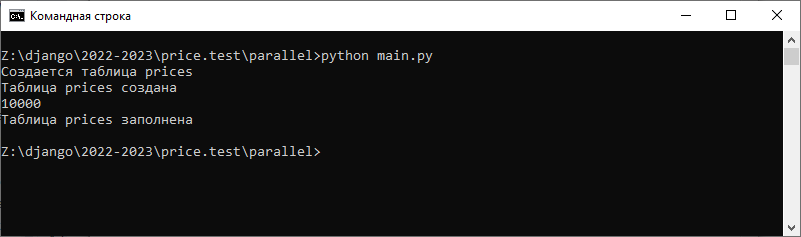 Командная строка
Z:\django\2022-2023\price.test\parallel>python main.py
Создается таблица prices
Таблица prices создана
10000
Таблица prices заполнена
Z:\django\2022-2023\price.test\parallel>